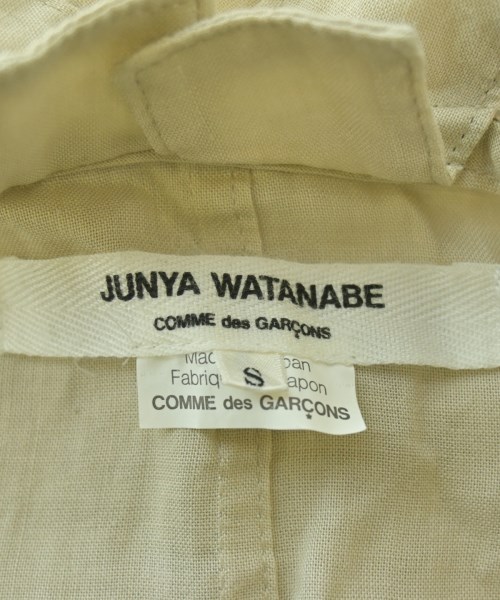 JUNYA WATANABE
COMME des GARÇONS
S
COMME des GARÇONS